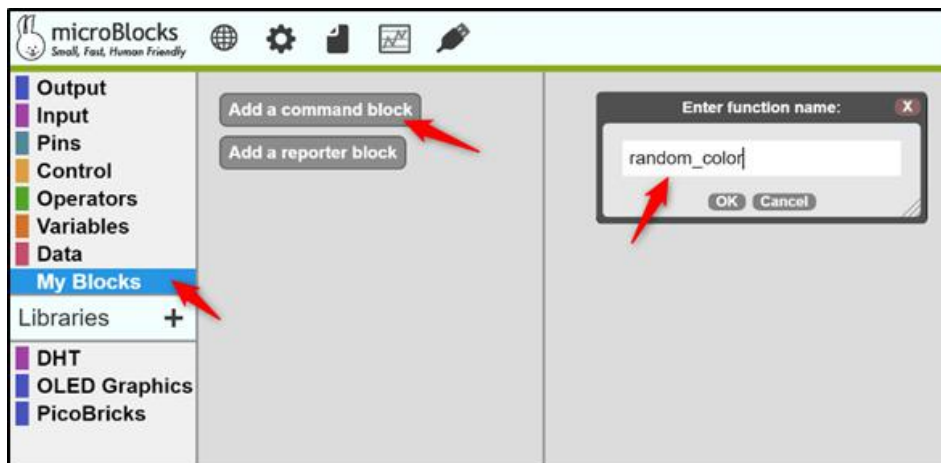 microBlocks
Small, Fast, Human Friendly
Output
Input
Pins
Control
Operators
Variables
Data
My Blocks
Libraries +
DHT
OLED Graphics
PicoBricks
Add a command block
Add a reporter block
Enter function name:
X
random_color
OK Cancel